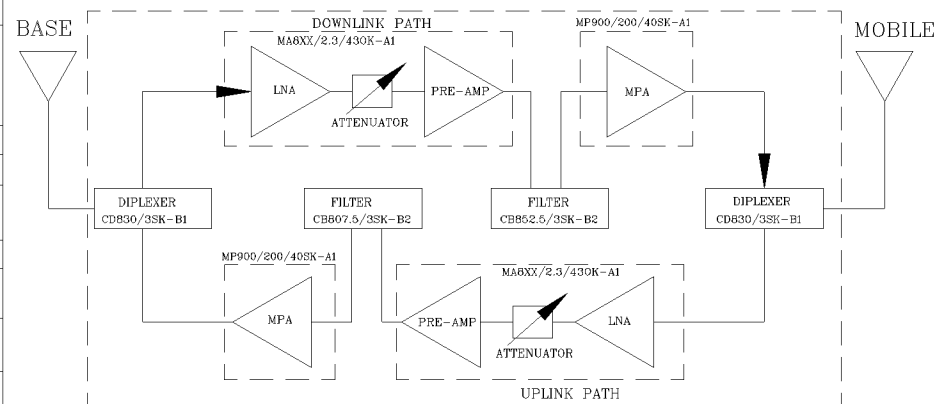 DOWNLINK PATH
MP900/200/40SK-A1
BASE
MOBILE
MA8XX/2.3/430K-A1
LNA
PRE-AMP
MPA
ATTENUATOR
DIPLEXER
CD830/3SK-B1
FILTER
CB807.5/3SK-B2
FILTER
CB852.5/3SK-B2
DIPLEXER
CD830/3SK-B1
MP900/200/40SK-A1
MA8XX/2.3/430K-A1
MPA
PRE-AMP
LNA
ATTENUATOR
UPLINK PATH